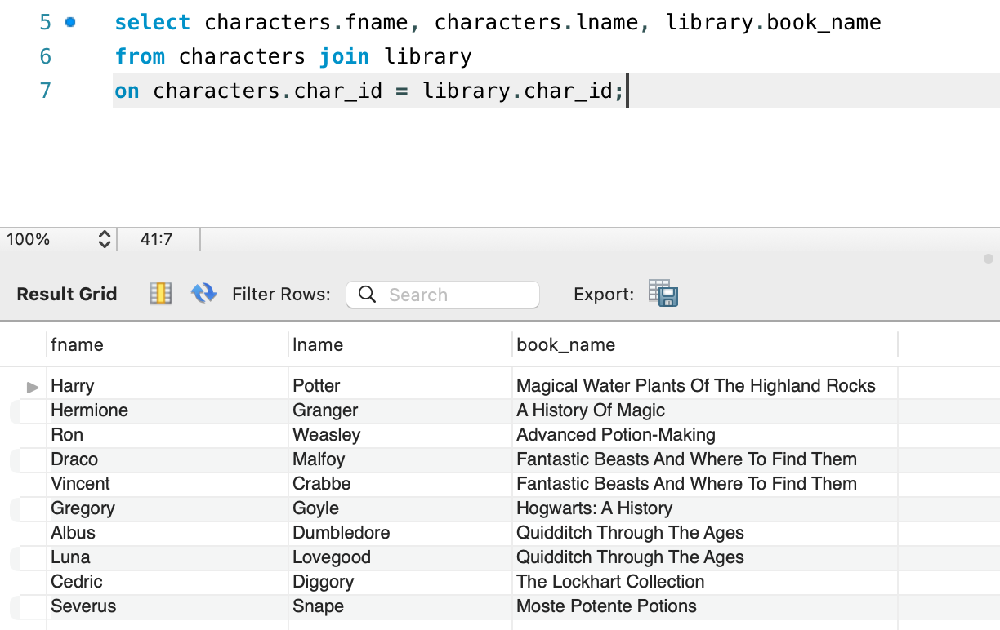 5 select characters.fname, characters.lname, library.book_name
6 from characters join library
7 on characters.char_id = library.char_id;
100% 41:7
Result Grid Filter Rows: Search Export:
fname lname book_name
Harry Potter Magical Water Plants Of The Highland Rocks
Hermione Granger A History Of Magic
Ron Weasley Advanced Potion-Making
Draco Malfoy Fantastic Beasts And Where To Find Them
Vincent Crabbe Fantastic Beasts And Where To Find Them
Gregory Goyle Hogwarts: A History
Albus Dumbledore Quidditch Through The Ages
Luna Lovegood Quidditch Through The Ages
Cedric Diggory The Lockhart Collection
Severus Snape Moste Potente Potions